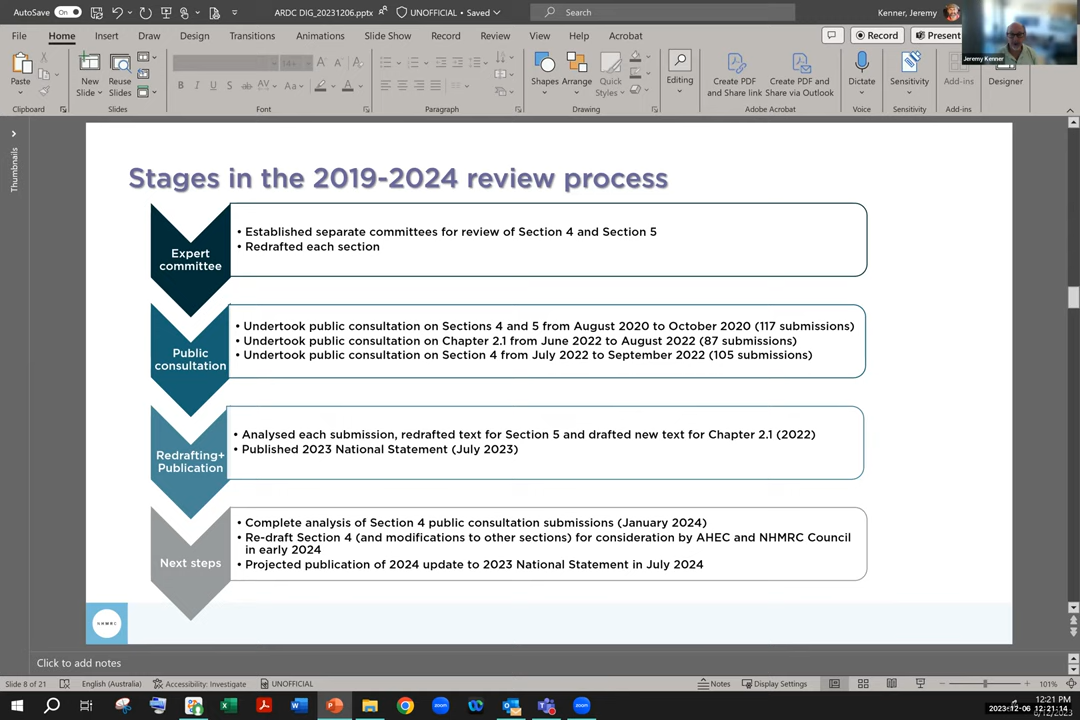 AutoSave On ARDC DIG_20231206.pptx UNOFFICIAL • Saved Search Kenner, Jeremy
File Home Insert Draw Design Transitions Animations Slide Show Record Review View Help Acrobat Record Present
Jeremy Kenner
Paste New Slide Reuse Slides B I U S ab Aa A Shapes Arrange Quick Styles Editing Create PDF and Share link Create PDF and Share via Outlook Dictate Sensitivity Add-ins Designer
Clipboard Slides Font Paragraph Drawing Adobe Acrobat Voice Sensitivity Add-ins
Thumbnails
Stages in the 2019-2024 review process
Expert
committee
• Established separate committees for review of Section 4 and Section 5
• Redrafted each section
Public
consultation
• Undertook public consultation on Sections 4 and 5 from August 2020 to October 2020 (117 submissions)
• Undertook public consultation on Chapter 2.1 from June 2022 to August 2022 (87 submissions)
• Undertook public consultation on Section 4 from July 2022 to September 2022 (105 submissions)
Redrafting+
Publication
• Analysed each submission, redrafted text for Section 5 and drafted new text for Chapter 2.1 (2022)
• Published 2023 National Statement (July 2023)
Next steps
• Complete analysis of Section 4 public consultation submissions (January 2024)
• Re-draft Section 4 (and modifications to other sections) for consideration by AHEC and NHMRC Council
in early 2024
• Projected publication of 2024 update to 2023 National Statement in July 2024
NHMRC
Click to add notes
Slide 8 of 21 English (Australia) Accessibility: Investigate UNOFFICIAL Notes Display Settings 101%
12:21 PM
2023-12-06 12:21:14